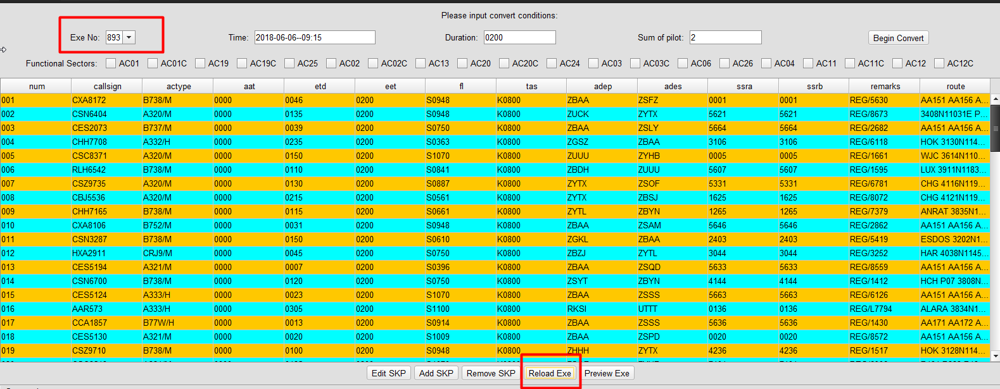 Please input convert conditions:
Exe No: 893 Time: 2018-06-06--09:15 Duration: 0200 Sum of pilot: 2 Begin Convert
Functional Sectors: AC01 AC01C AC19 AC19C AC25 AC02 AC02C AC13 AC20 AC20C AC24 AC03 AC03C AC06 AC26 AC04 AC11 AC11C AC12 AC12C
num callsign actype aat etd eet fl tas adep ades ssra ssrb remarks route
001 CXA8172 B738/M 0000 0046 0200 S0948 K0800 ZBAA ZSFZ 0001 0001 REG/5630 AA151 AA156 A...
002 CSN6404 A320/M 0000 0135 0200 S0948 K0800 ZUCK ZYTX 5621 5621 REG/8673 3408N11031E P...
003 CES2073 B737/M 0000 0039 0200 S0750 K0800 ZBAA ZSLY 5664 5664 REG/2682 AA151 AA156 A...
004 CHH7708 A332/H 0000 0235 0200 S0363 K0800 ZGSZ ZBAA 3106 3106 REG/6118 HOK 3130N114...
005 CSC8371 A320/M 0000 0150 0200 S1070 K0800 ZUUU ZYHB 0005 0005 REG/1661 WJC 3614N110...
006 RLH6542 B738/M 0000 0110 0200 S0841 K0800 ZBDH ZUUU 5607 5607 REG/1595 LUX 3911N1183...
007 CSZ9735 A320/M 0000 0130 0200 S0887 K0800 ZYTX ZSOF 5331 5331 REG/6781 CHG 4116N119...
008 CBJ5536 A320/M 0000 0215 0200 S0561 K0800 ZYTX ZBSJ 1625 1625 REG/8072 CHG 4121N119...
009 CHH7165 B738/M 0000 0115 0200 S0661 K0800 ZYTL ZBYN 1265 1265 REG/7379 ANRAT 3835N1...
010 CXA8106 B752/M 0000 0031 0200 S0948 K0800 ZBAA ZSAM 5646 5646 REG/2862 AA151 AA156 A...
011 CSN3287 B738/M 0000 0150 0200 S0610 K0800 ZGKL ZBAA 2403 2403 REG/5419 ESDOS 3202N1...
012 HXA2911 CRJ9/M 0000 0045 0200 S0750 K0800 ZBZJ ZYTL 3044 3044 REG/3252 HAR 4038N1145...
013 CES5194 A321/M 0000 0007 0200 S0396 K0800 ZBAA ZSQD 5633 5633 REG/8559 AA151 AA156 A...
014 CSN6700 B738/M 0000 0120 0200 S0750 K0800 ZSYT ZBYN 4144 4144 REG/1412 HCH P07 3808N...
015 CES5124 A333/H 0000 0023 0200 S1070 K0800 ZBAA ZSSS 5663 5663 REG/6126 AA151 AA156 A...
016 AAR573 A333/H 0000 0305 0200 S1100 K0800 RKSI UTTT 0136 0136 REG/L7794 ALARA 3834N1...
017 CCA1857 B77W/H 0000 0013 0200 S0914 K0800 ZBAA ZSSS 5636 5636 REG/1430 AA171 AA172 A...
018 CES5130 A321/M 0000 0020 0200 S1009 K0800 ZBAA ZSPD 0020 0020 REG/8572 AA151 AA156 A...
019 CSZ9710 B738/M 0000 0100 0200 S0948 K0800 ZHHH ZYTX 4236 4236 REG/1517 HOK 3128N114...
Edit SKP Add SKP Remove SKP Reload Exe Preview Exe